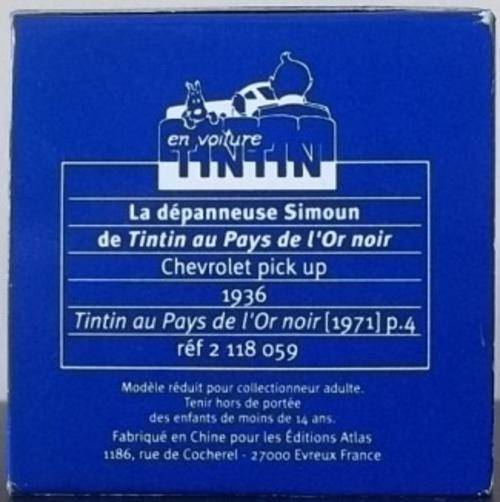 en voiture
TINTIN
La dépanneuse Simoun
de Tintin au Pays de l'Or noir
Chevrolet pick up
1936
Tintin au Pays de l'Or noir [1971] p.4
réf 2 118 059
Modèle réduit pour collectionneur adulte.
Tenir hors de portée
des enfants de moins de 14 ans.
Fabriqué en Chine pour les Éditions Atlas
1186, rue de Cocherel - 27000 Evreux France